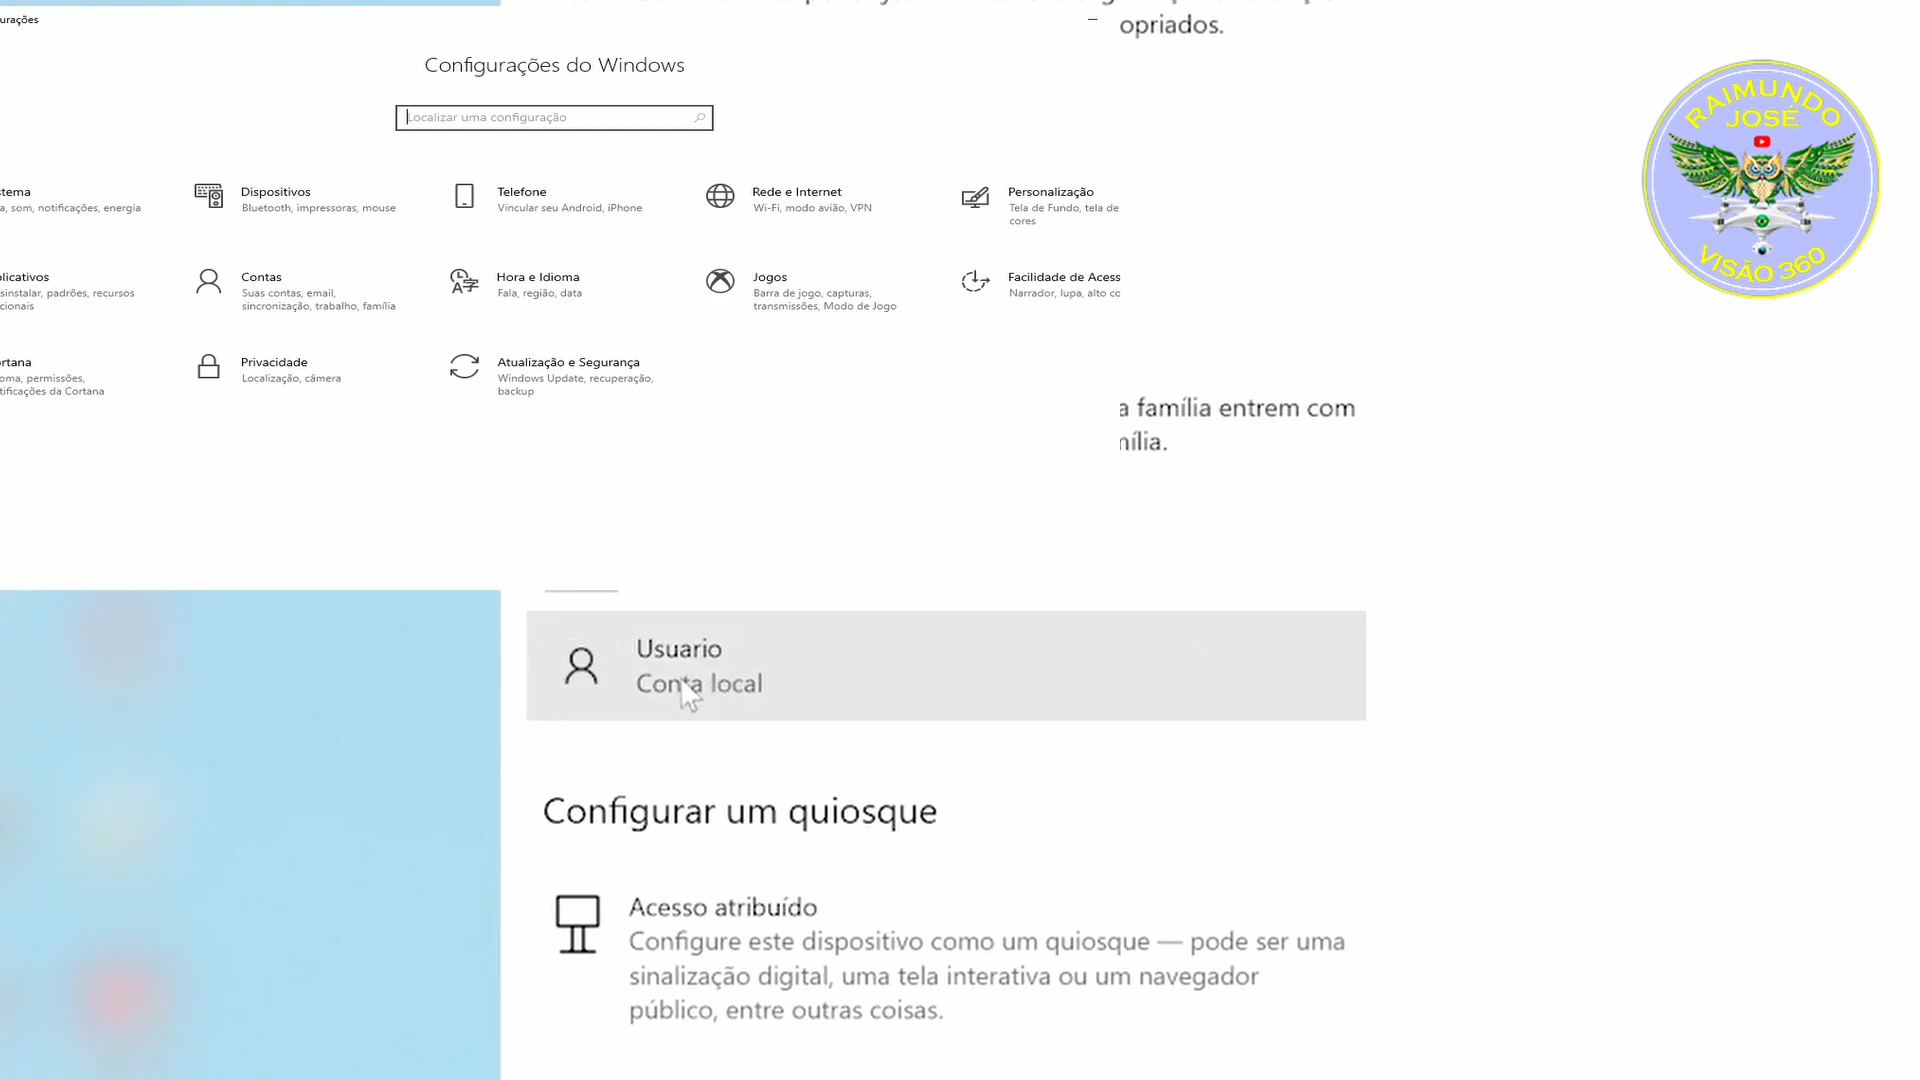 urações
opriados.
Configurações do Windows
Localizar uma configuração
tema
a, som, notificações, energia
Dispositivos
Bluetooth, impressoras, mouse
Telefone
Vincular seu Android, iPhone
Rede e Internet
Wi-Fi, modo avião, VPN
Personalização
Tela de Fundo, tela de
cores
licativos
sinstalar, padrões, recursos
cionais
Contas
Suas contas, email,
sincronização, trabalho, família
Hora e Idioma
Fala, região, data
Jogos
Barra de jogo, capturas,
transmissões, Modo de Jogo
Facilidade de Acess
Narrador, lupa, alto co
rtana
oma, permissões,
tificações da Cortana
Privacidade
Localização, câmera
Atualização e Segurança
Windows Update, recuperação,
backup
a família entrem com
nília.
Usuario
Conta local
Configurar um quiosque
Acesso atribuído
Configure este dispositivo como um quiosque — pode ser uma
sinalização digital, uma tela interativa ou um navegador
público, entre outras coisas.
RAIMUNDO
JOSÉ
VISÃO 360